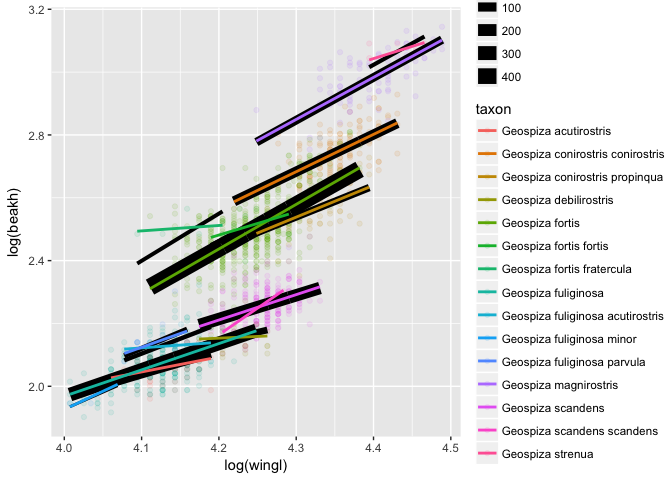 100
200
300
400
taxon
Geospiza acutirostris
Geospiza conirostris conirostris
Geospiza conirostris propinqua
Geospiza debilirostris
Geospiza fortis
Geospiza fortis fortis
Geospiza fortis fratercula
Geospiza fuliginosa
Geospiza fuliginosa acutirostris
Geospiza fuliginosa minor
Geospiza fuliginosa parvula
Geospiza magnirostris
Geospiza scandens
Geospiza scandens scandens
Geospiza strenua
3.2
2.8
2.4
2.0
log(beakh)
4.0 4.1 4.2 4.3 4.4 4.5
log(wingl)